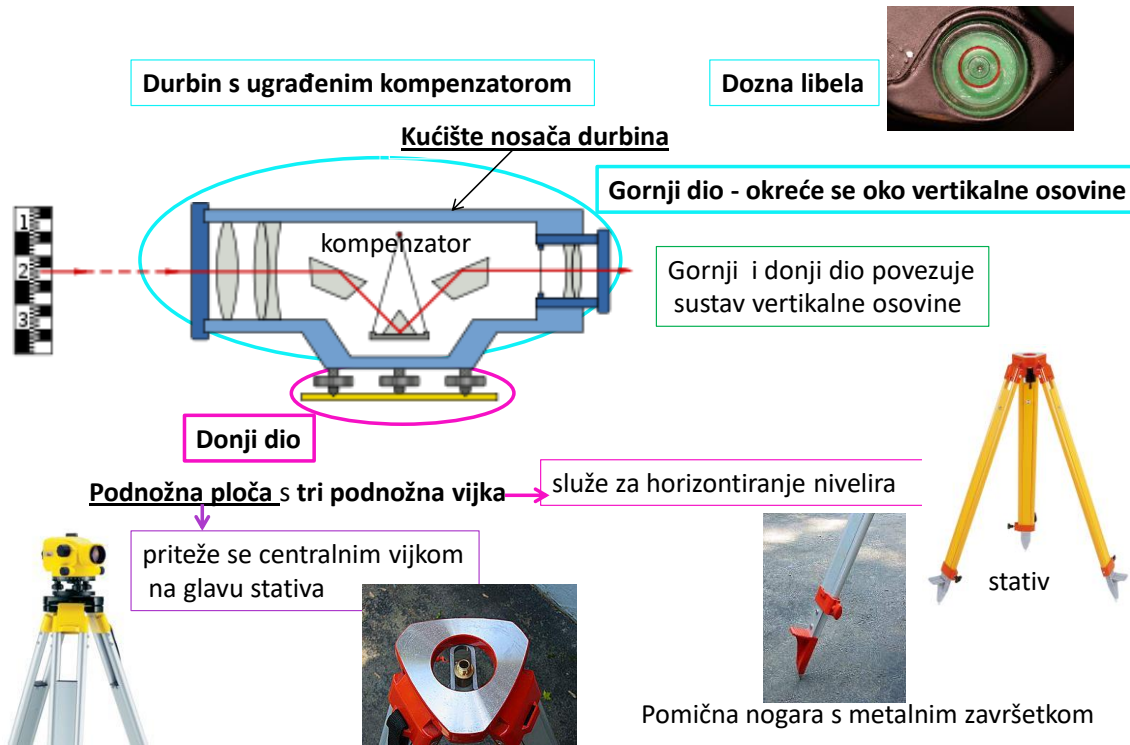 Durbin s ugrađenim kompenzatorom
Dozna libela
Kućište nosača durbina
Gornji dio - okreće se oko vertikalne osovine
1
2
3
kompenzator
Gornji i donji dio povezuje
sustav vertikalne osovine
Donji dio
Podnožna ploča s tri podnožna vijka
služe za horizontiranje nivelira
priteže se centralnim vijkom
na glavu stativa
stativ
Pomična nogara s metalnim završetkom